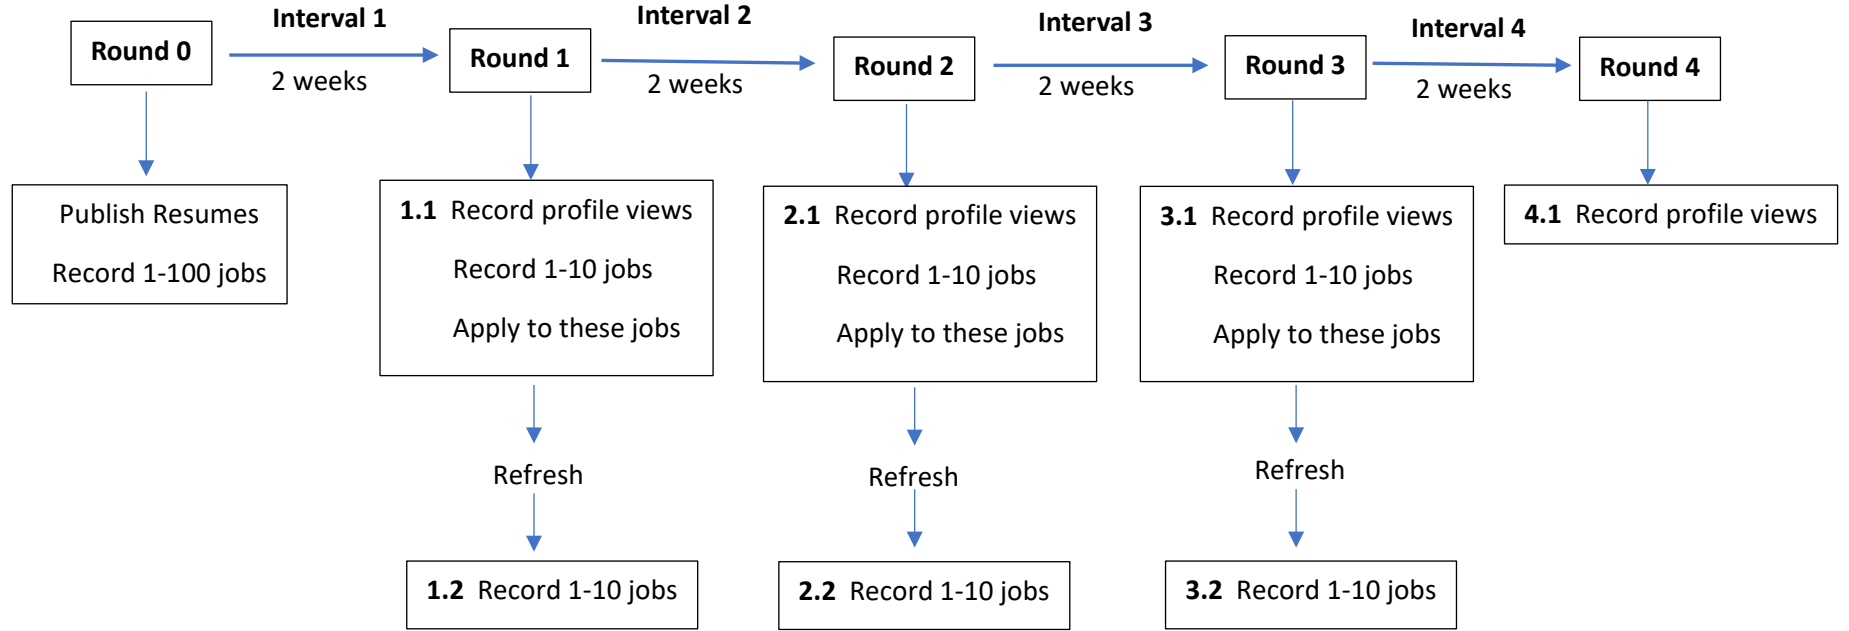 Interval 1
Interval 2
Interval 3
Interval 4
Round 0
Round 1
Round 2
Round 3
Round 4
2 weeks
2 weeks
2 weeks
2 weeks
Publish Resumes
Record 1-100 jobs
1.1 Record profile views
Record 1-10 jobs
Apply to these jobs
Refresh
1.2 Record 1-10 jobs
2.1 Record profile views
Record 1-10 jobs
Apply to these jobs
Refresh
2.2 Record 1-10 jobs
3.1 Record profile views
Record 1-10 jobs
Apply to these jobs
Refresh
3.2 Record 1-10 jobs
4.1 Record profile views